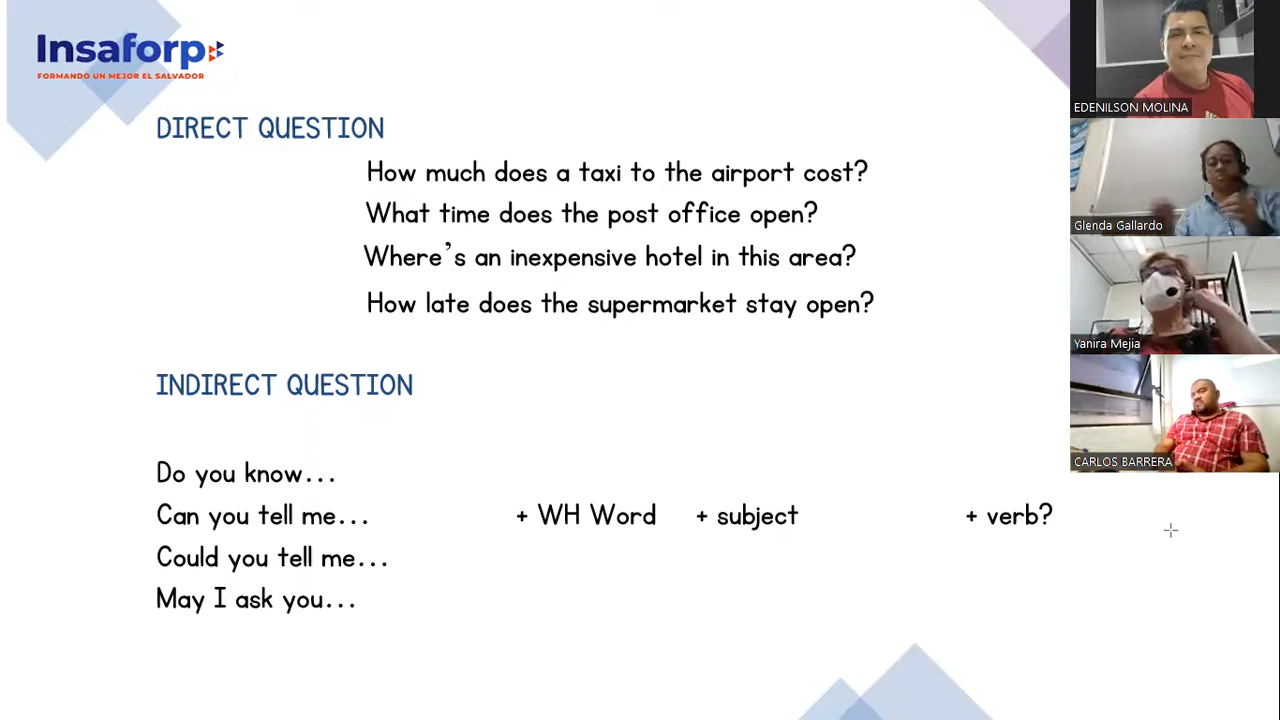 Insaforp
FORMANDO UN MEJOR EL SALVADOR
DIRECT QUESTION
How much does a taxi to the airport cost?
What time does the post office open?
Where's an inexpensive hotel in this area?
How late does the supermarket stay open?
INDIRECT QUESTION
Do you know...
Can you tell me... + WH Word + subject + verb?
Could you tell me...
May I ask you...
EDENILSON MOLINA
Glenda Gallardo
Yanira Mejia
CARLOS BARRERA